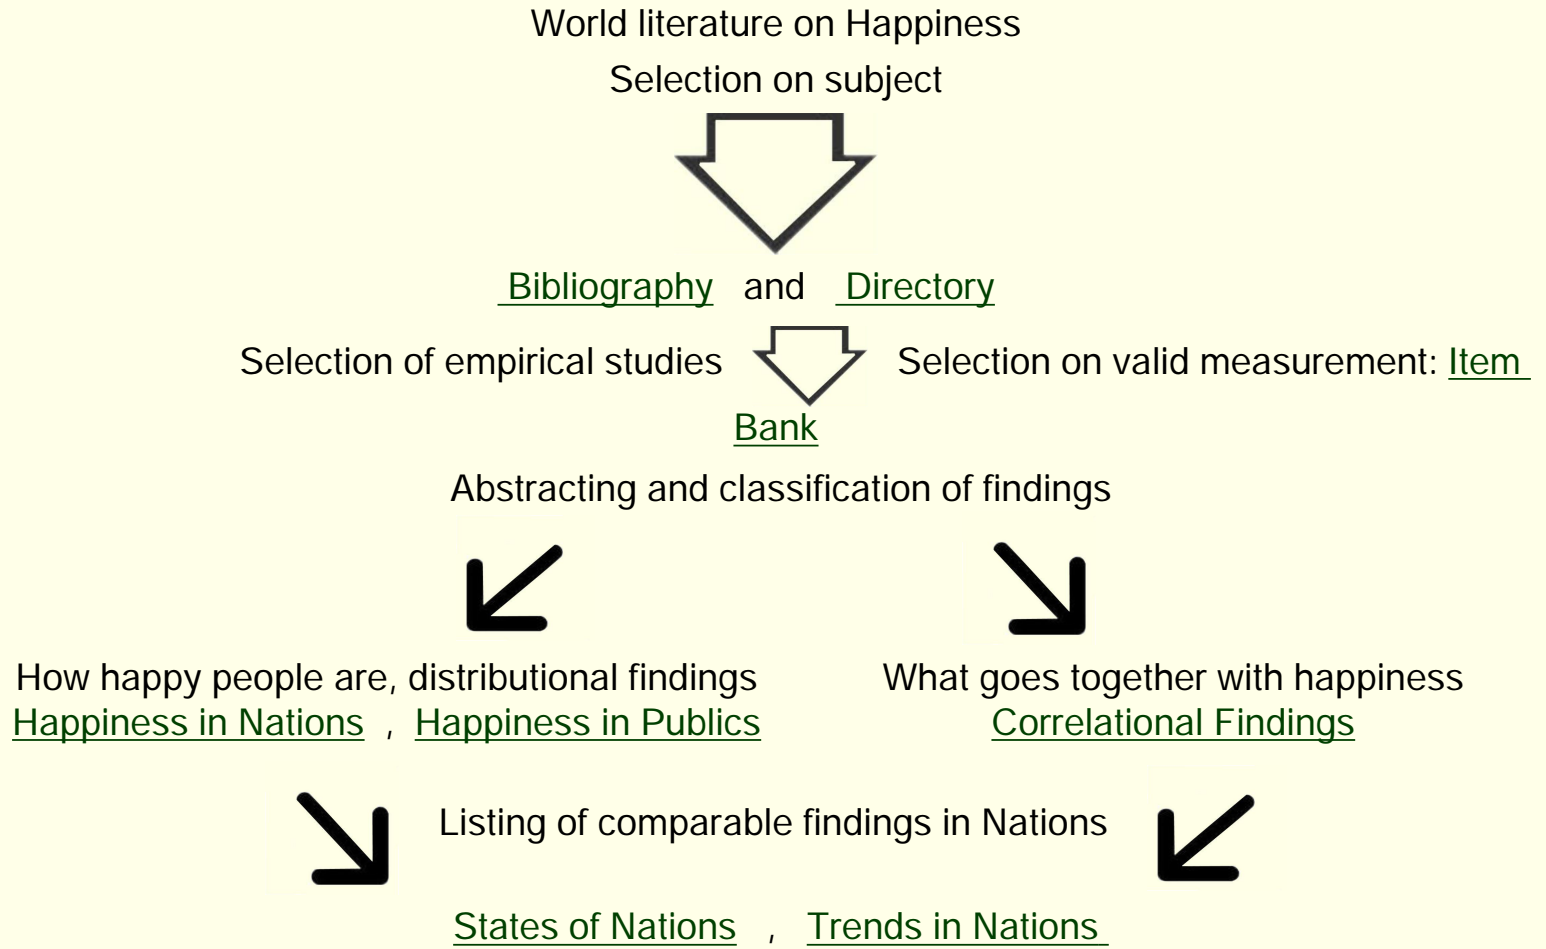 World literature on Happiness
Selection on subject
Bibliography and Directory
Selection of empirical studies Selection on valid measurement: Item
Bank
Abstracting and classification of findings
How happy people are, distributional findings What goes together with happiness
Happiness in Nations , Happiness in Publics Correlational Findings
Listing of comparable findings in Nations
States of Nations , Trends in Nations